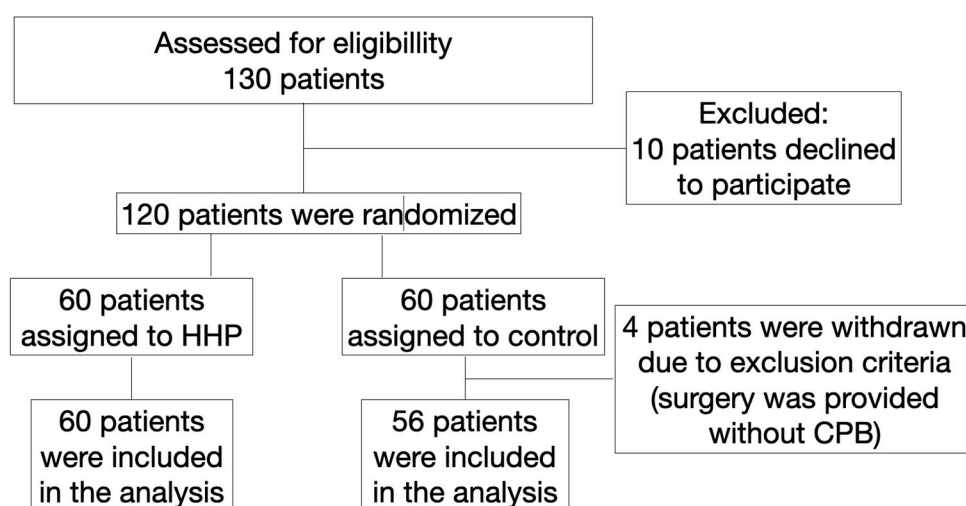 Assessed for eligibillity
130 patients
Excluded:
10 patients declined
to participate
120 patients were randomized
60 patients
assigned to HHP
60 patients
assigned to control
4 patients were withdrawn
due to exclusion criteria
(surgery was provided
without CPB)
60 patients
were included
in the analysis
56 patients
were included
in the analysis